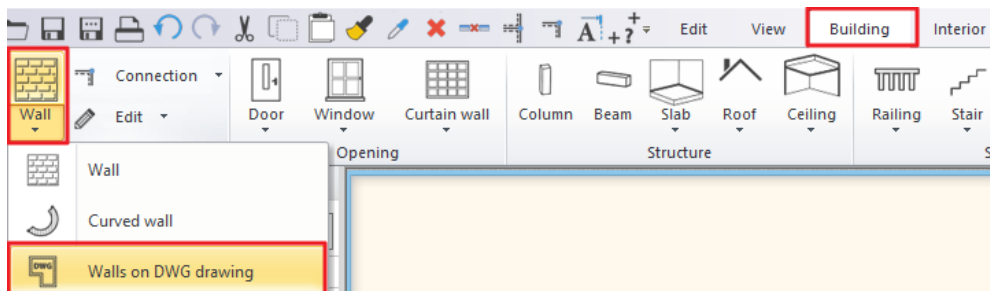 A +?
Edit View Building Interior
Wall Connection Door Window Curtain wall Column Beam Slab Roof Ceiling Railing Stair
Edit
Opening Structure S
Wall
Curved wall
DWG Walls on DWG drawing